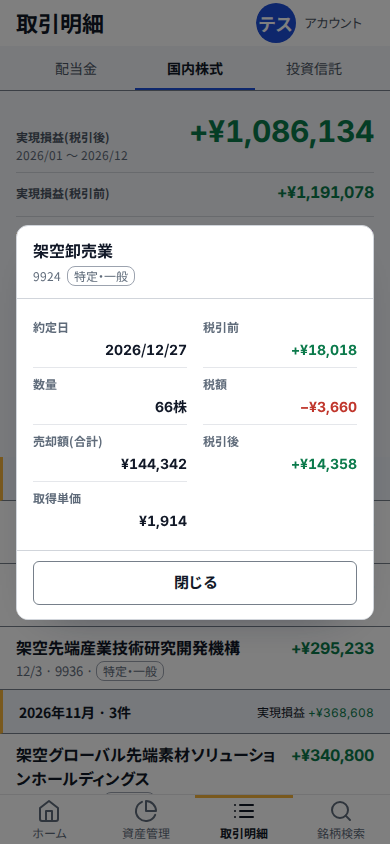 取引明細
テス アカウント
配当金 国内株式 投資信託
実現損益(税引後) +¥1,086,134
2026/01 〜 2026/12
実現損益(税引前) +¥1,191,078
架空卸売業
9924 特定・一般
約定日 税引前
2026/12/27 +¥18,018
数量 税額
66株 −¥3,660
売却額(合計) 税引後
¥144,342 +¥14,358
取得単価
¥1,914
閉じる
架空先端産業技術研究開発機構 +¥295,233
12/3 · 9936 · 特定・一般
2026年11月 · 3件 実現損益 +¥368,608
架空グローバル先端素材ソリューショ +¥340,800
ンホールディングス
ホーム 資産管理 取引明細 銘柄検索